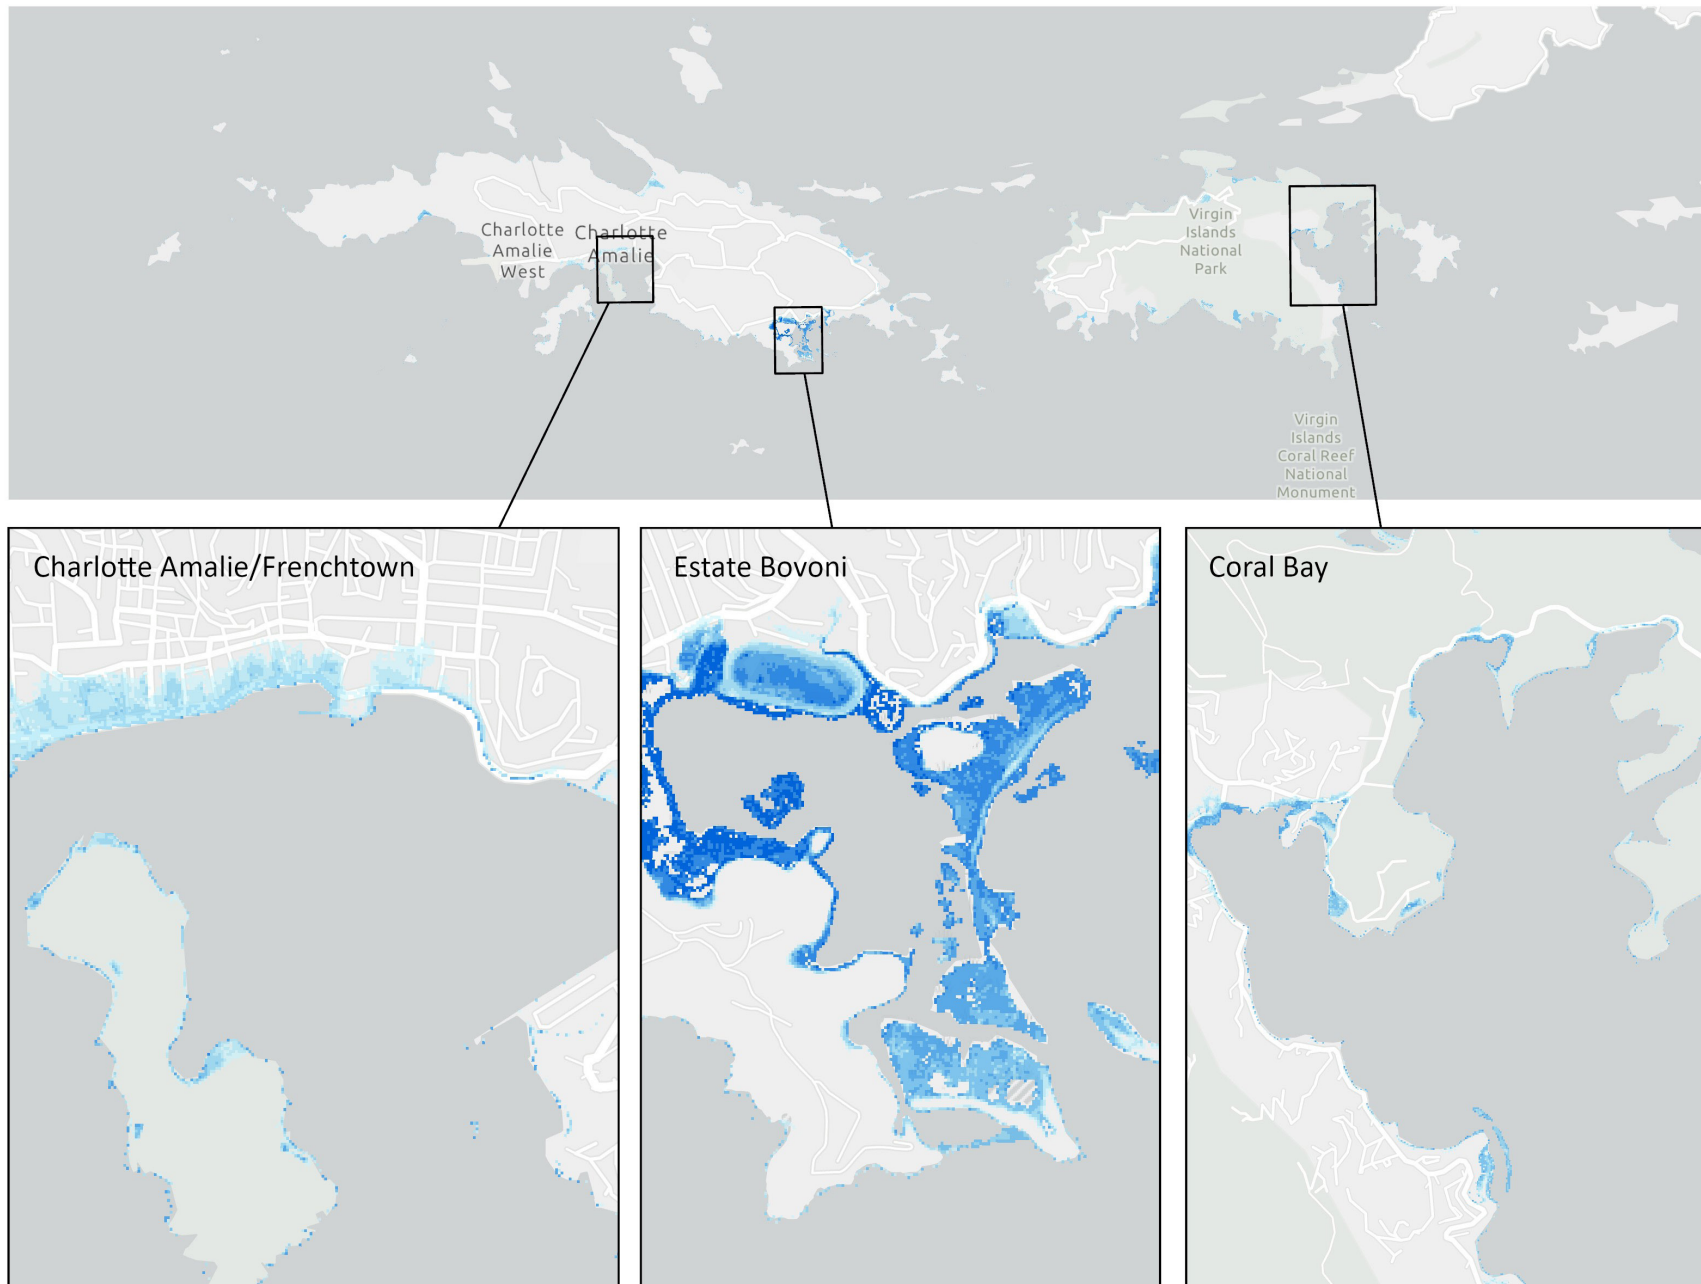 Charlotte
Amalie
West
Charlotte
Amalie
Virgin
Islands
National
Park
Virgin
Islands
Coral Reef
National
Monument
Charlotte Amalie/Frenchtown
Estate Bovoni
Coral Bay